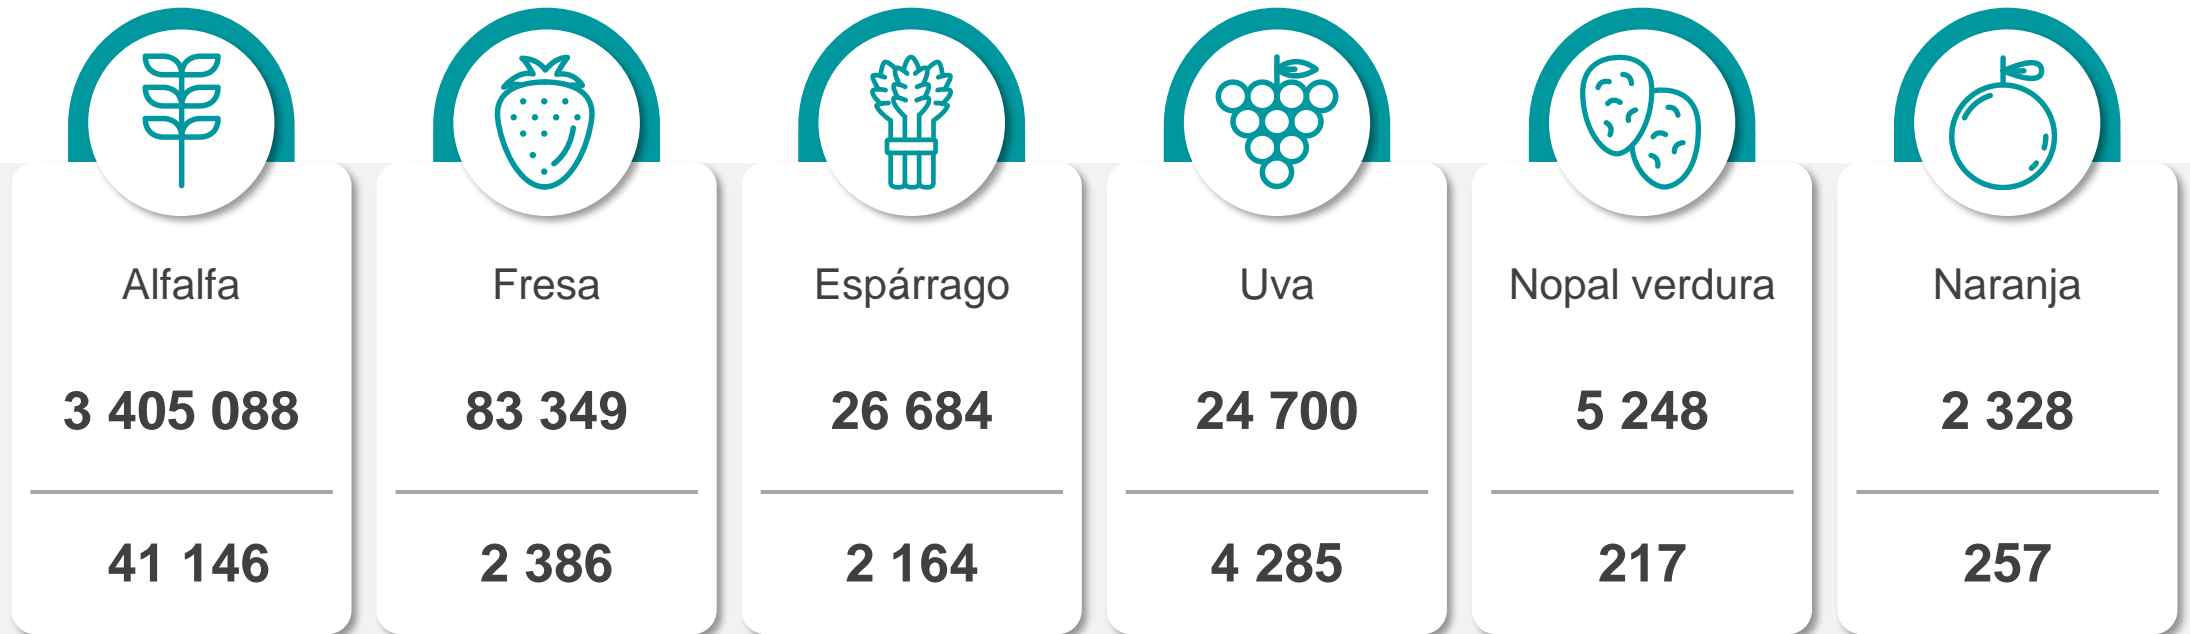 Alfalfa
3 405 088
41 146
Fresa
83 349
2 386
Espárrago
26 684
2 164
Uva
24 700
4 285
Nopal verdura
5 248
217
Naranja
2 328
257